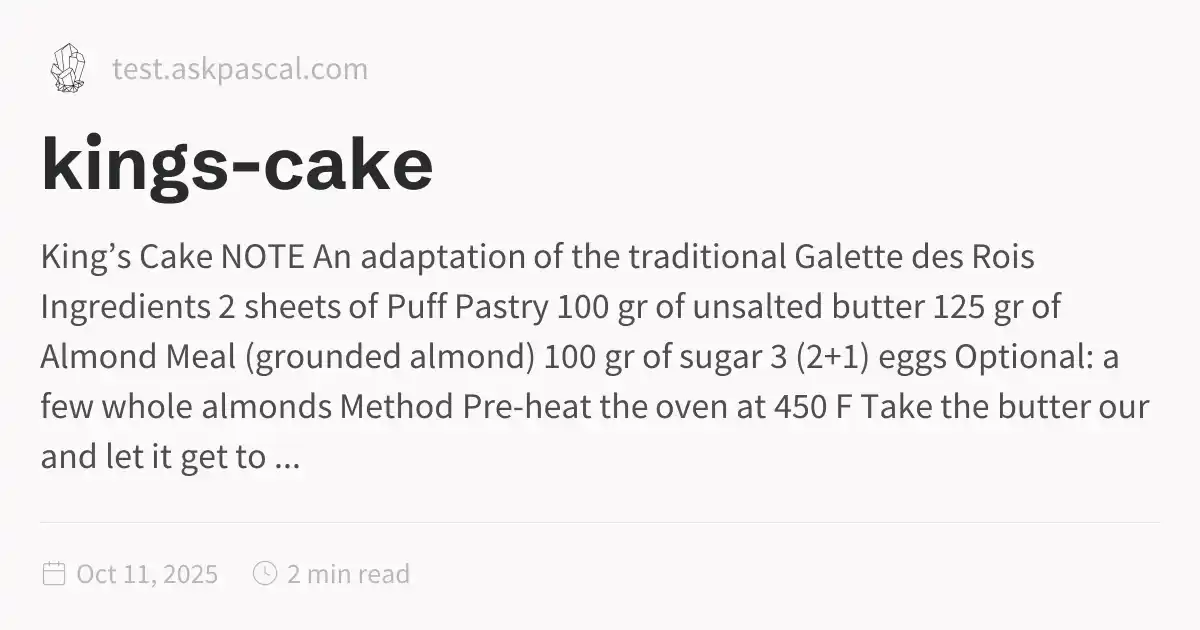 test.askpascal.com
kings-cake
King’s Cake NOTE An adaptation of the traditional Galette des Rois
Ingredients 2 sheets of Puff Pastry 100 gr of unsalted butter 125 gr of
Almond Meal (grounded almond) 100 gr of sugar 3 (2+1) eggs Optional: a
few whole almonds Method Pre-heat the oven at 450 F Take the butter our
and let it get to ...
Oct 11, 2025 2 min read